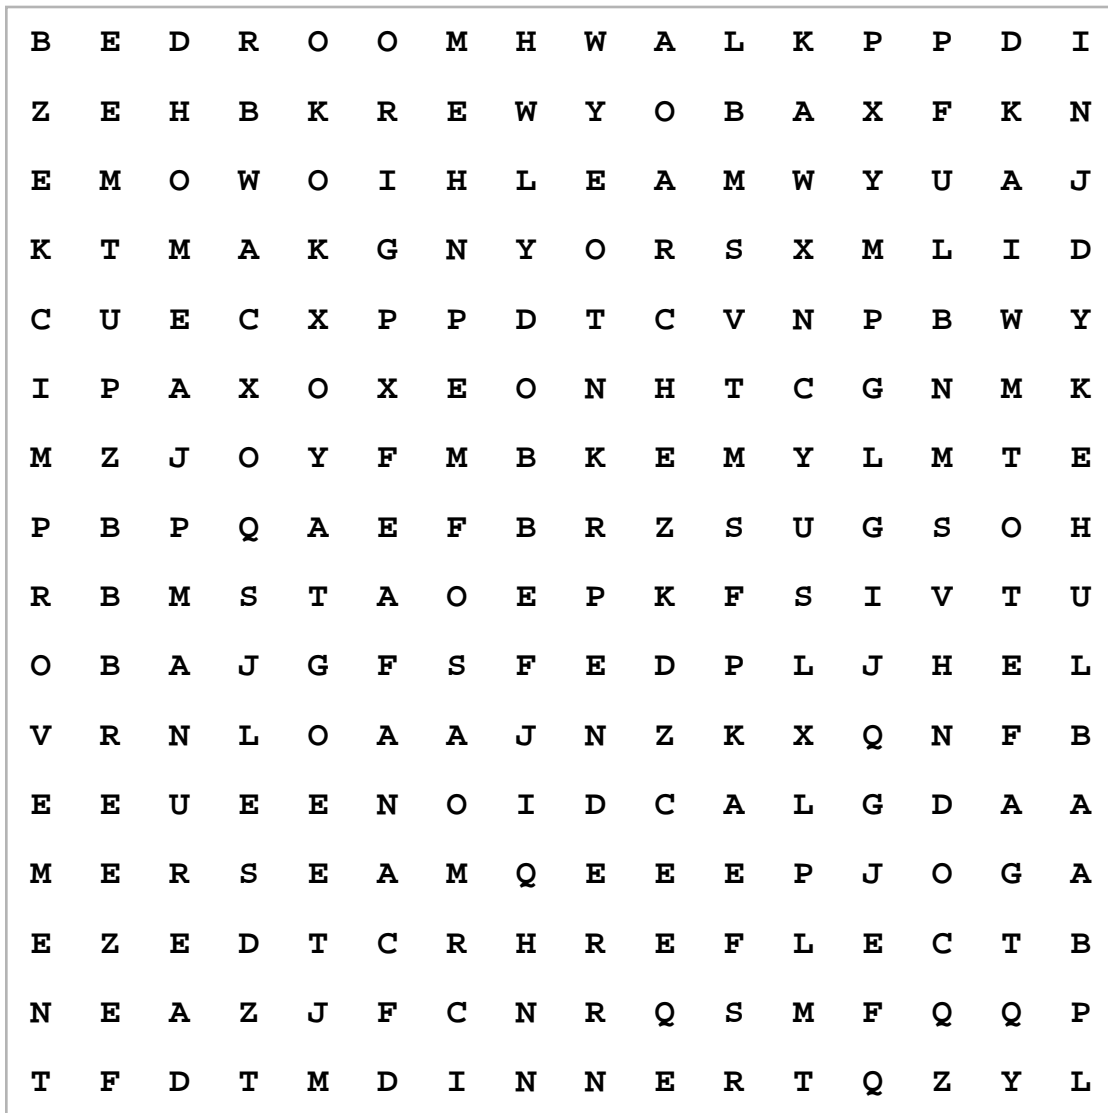 B E D R O O M H W A L K P P D I
Z E H B K R E W Y O B A X F K N
E M O W O I H L E A M W Y U A J
K T M A K G N Y O R S X M L I D
C U E C X P P D T C V N P B W Y
I P A X O X E O N H T C G N M K
M Z J O Y F M B K E M Y L M T E
P B P Q A E F B R Z S U G S O H
R B M S T A O E P K F S I V T U
O B A J G F S F E D P L J H E L
V R N L O A A J N Z K X Q N F B
E E U E E N O I D C A L G D A A
M E R S E A M Q E E E P J O G A
E Z E D T C R H R E F L E C T B
N E A Z J F C N R Q S M F Q Q P
T F D T M D I N N E R T Q Z Y L